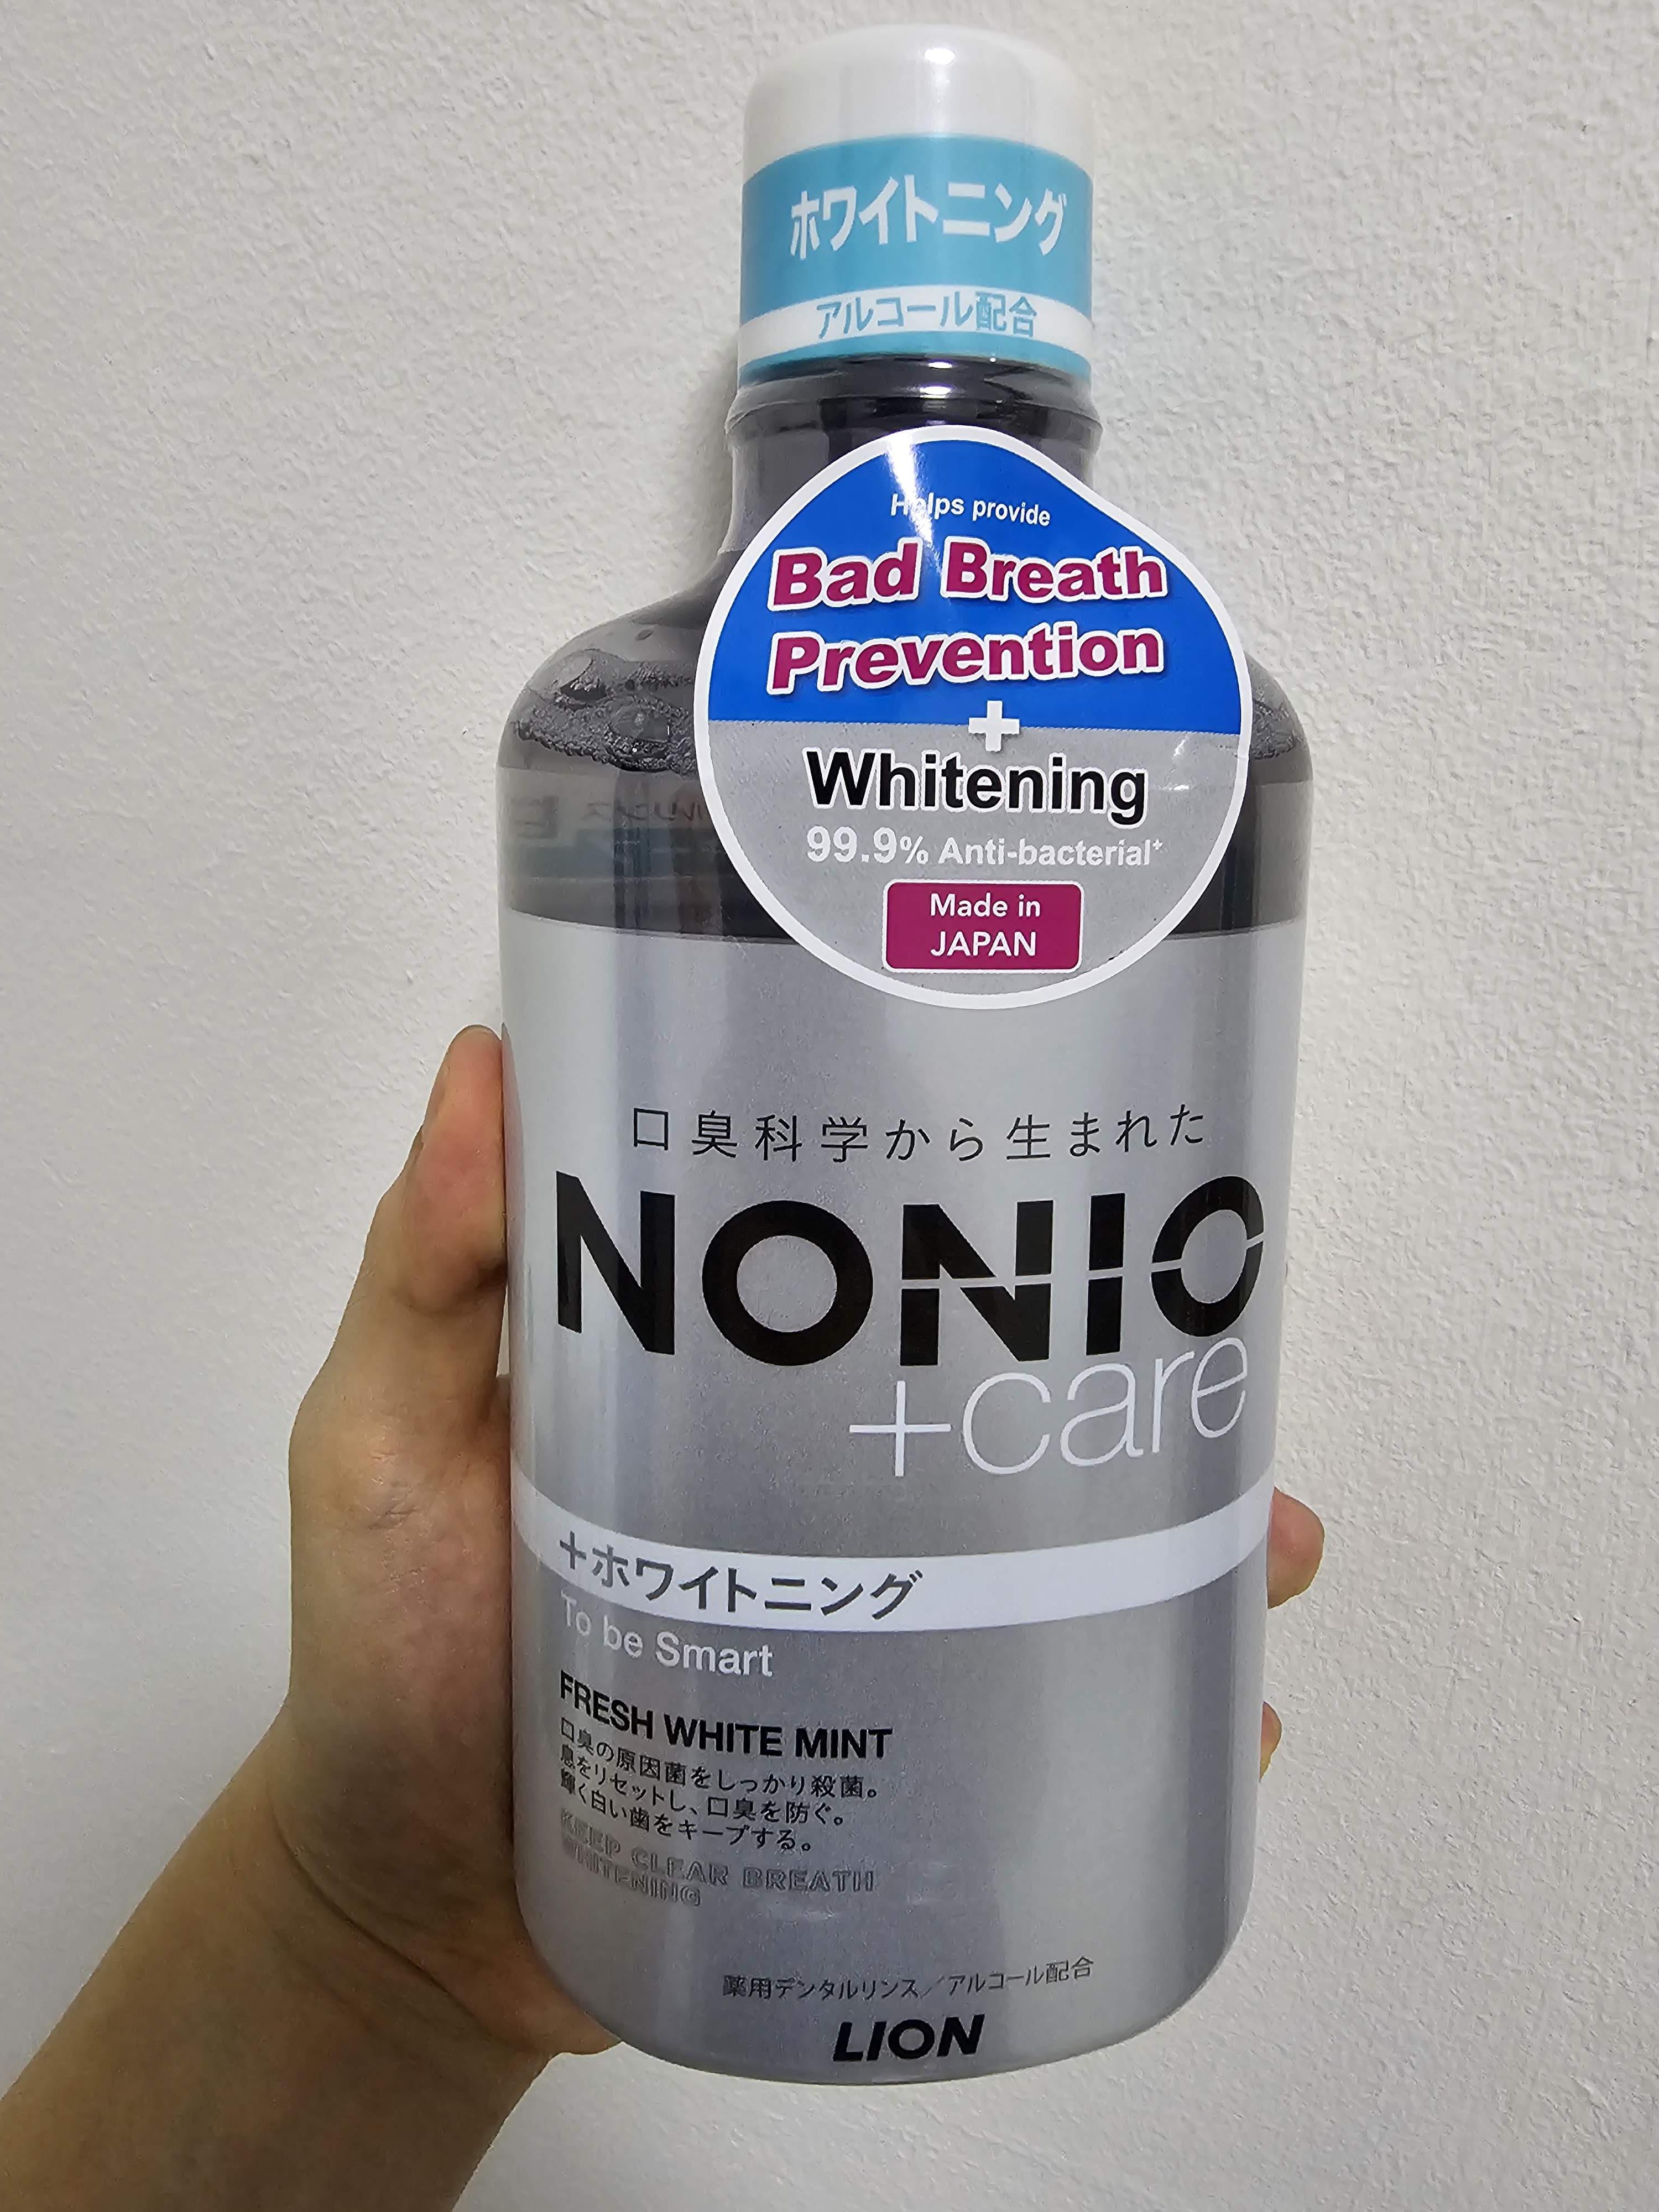 ホワイトニング
アルコール配合
Helps provide
Bad Breath
Prevention
+
Whitening
99.9% Anti-bacterial+
Made in
JAPAN
口臭科学から生まれた
NONIO
+care
+ホワイトニング
To be Smart
FRESH WHITE MINT
口臭の原因菌をしっかり殺菌。
息をリセットし、口臭を防ぐ。
輝く白い歯をキープする。
KEEP CLEAR BREATH
WHITENING
薬用デンタルリンス／アルコール配合
LION